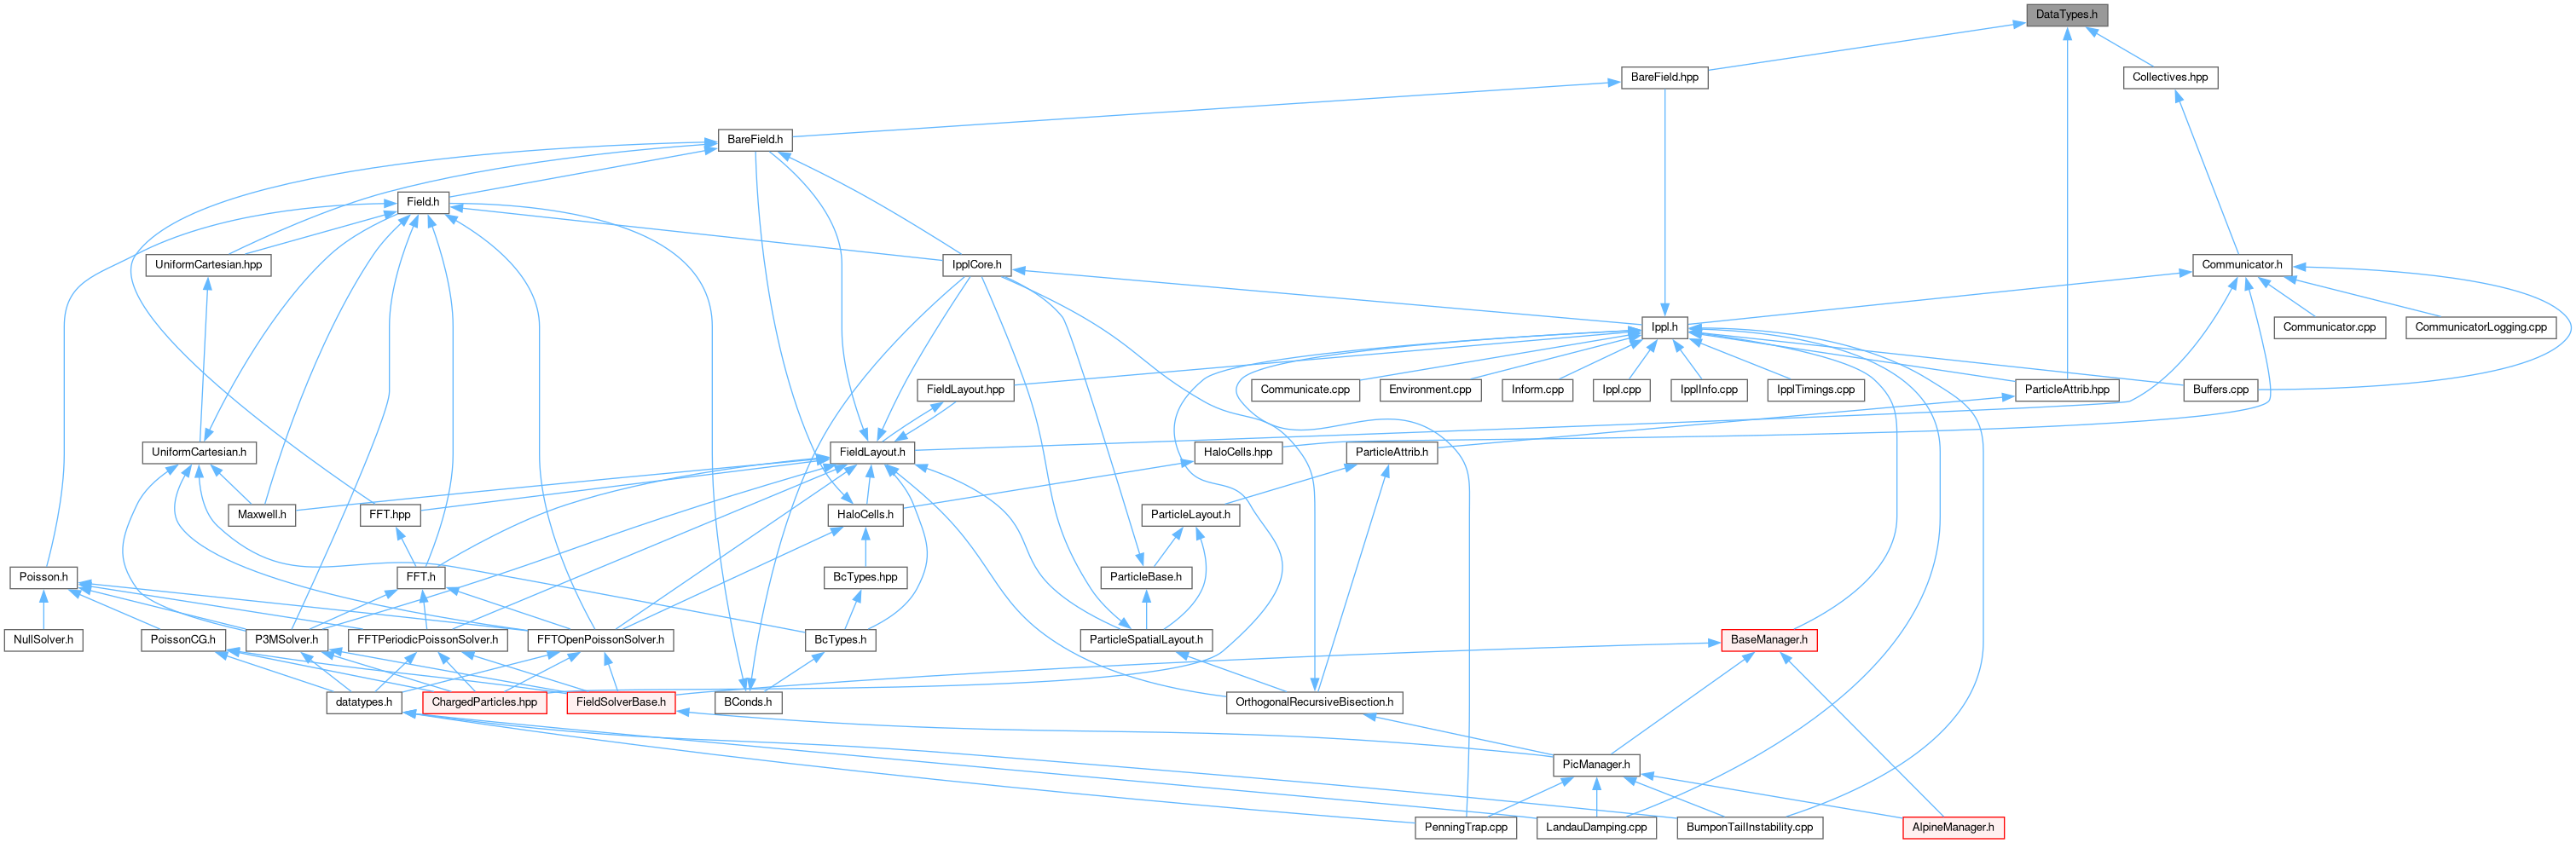 DataTypes.h
BareField.hpp
Collectives.hpp
BareField.h
Field.h
UniformCartesian.hpp
IpplCore.h
Communicator.h
Ippl.h
Communicator.cpp
CommunicatorLogging.cpp
FieldLayout.hpp
Communicate.cpp
Environment.cpp
Inform.cpp
Ippl.cpp
IpplInfo.cpp
IpplTimings.cpp
ParticleAttrib.hpp
Buffers.cpp
UniformCartesian.h
FieldLayout.h
HaloCells.hpp
ParticleAttrib.h
Maxwell.h
FFT.hpp
HaloCells.h
ParticleLayout.h
Poisson.h
FFT.h
BcTypes.hpp
ParticleBase.h
NullSolver.h
PoissonCG.h
P3MSolver.h
FFTPeriodicPoissonSolver.h
FFTOpenPoissonSolver.h
BcTypes.h
ParticleSpatialLayout.h
BaseManager.h
datatypes.h
ChargedParticles.hpp
FieldSolverBase.h
BConds.h
OrthogonalRecursiveBisection.h
PicManager.h
PenningTrap.cpp
LandauDamping.cpp
BumponTailInstability.cpp
AlpineManager.h